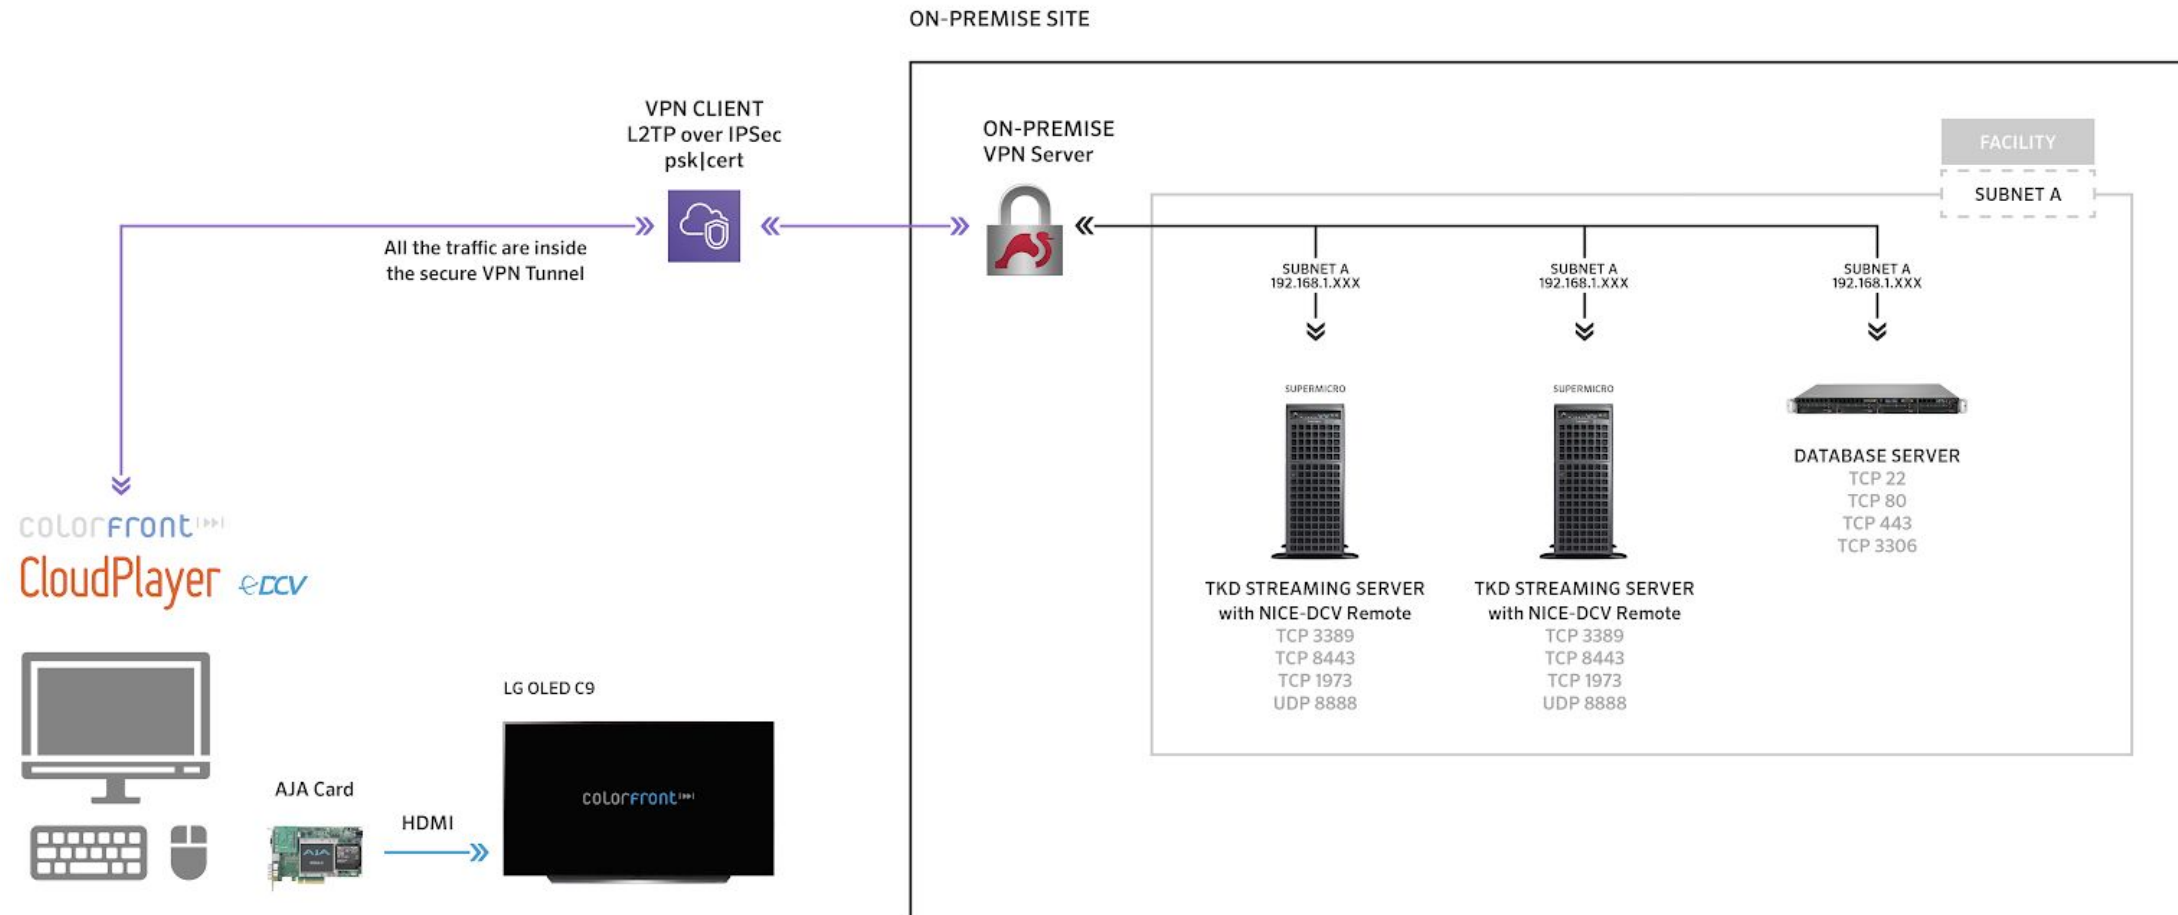 ON-PREMISE SITE
VPN CLIENT
L2TP over IPSec
psk|cert
ON-PREMISE
VPN Server
FACILITY
SUBNET A
All the traffic are inside
the secure VPN Tunnel
SUBNET A
192.168.1.XXX
SUBNET A
192.168.1.XXX
SUBNET A
192.168.1.XXX
SUPERMICRO
SUPERMICRO
DATABASE SERVER
TCP 22
TCP 80
TCP 443
TCP 3306
colorfront
CloudPlayer
DCV
TKD STREAMING SERVER
with NICE-DCV Remote
TCP 3389
TCP 8443
TCP 1973
UDP 8888
TKD STREAMING SERVER
with NICE-DCV Remote
TCP 3389
TCP 8443
TCP 1973
UDP 8888
LG OLED C9
colorfront
AJA Card
HDMI
AJA